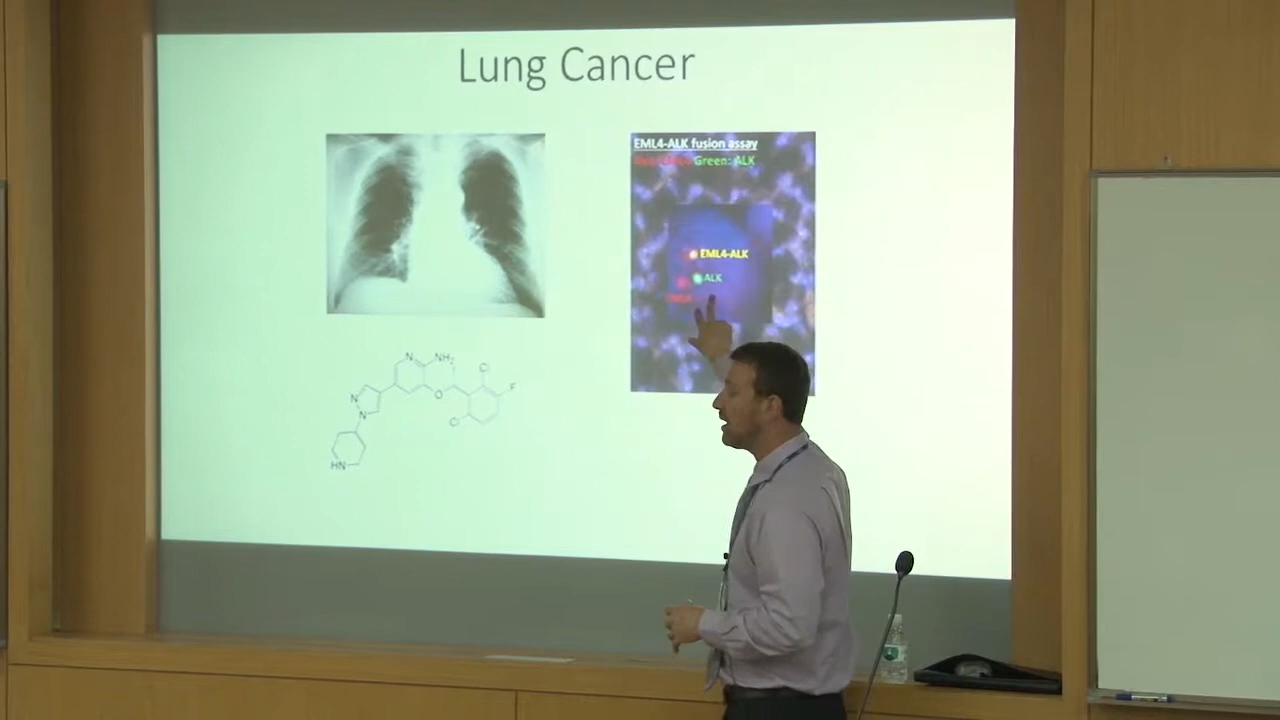 Lung Cancer
EML4-ALK fusion assay
Green: ALK
EML4-ALK
ALK
N
NH2
Cl
F
O
N
N
Cl
HN